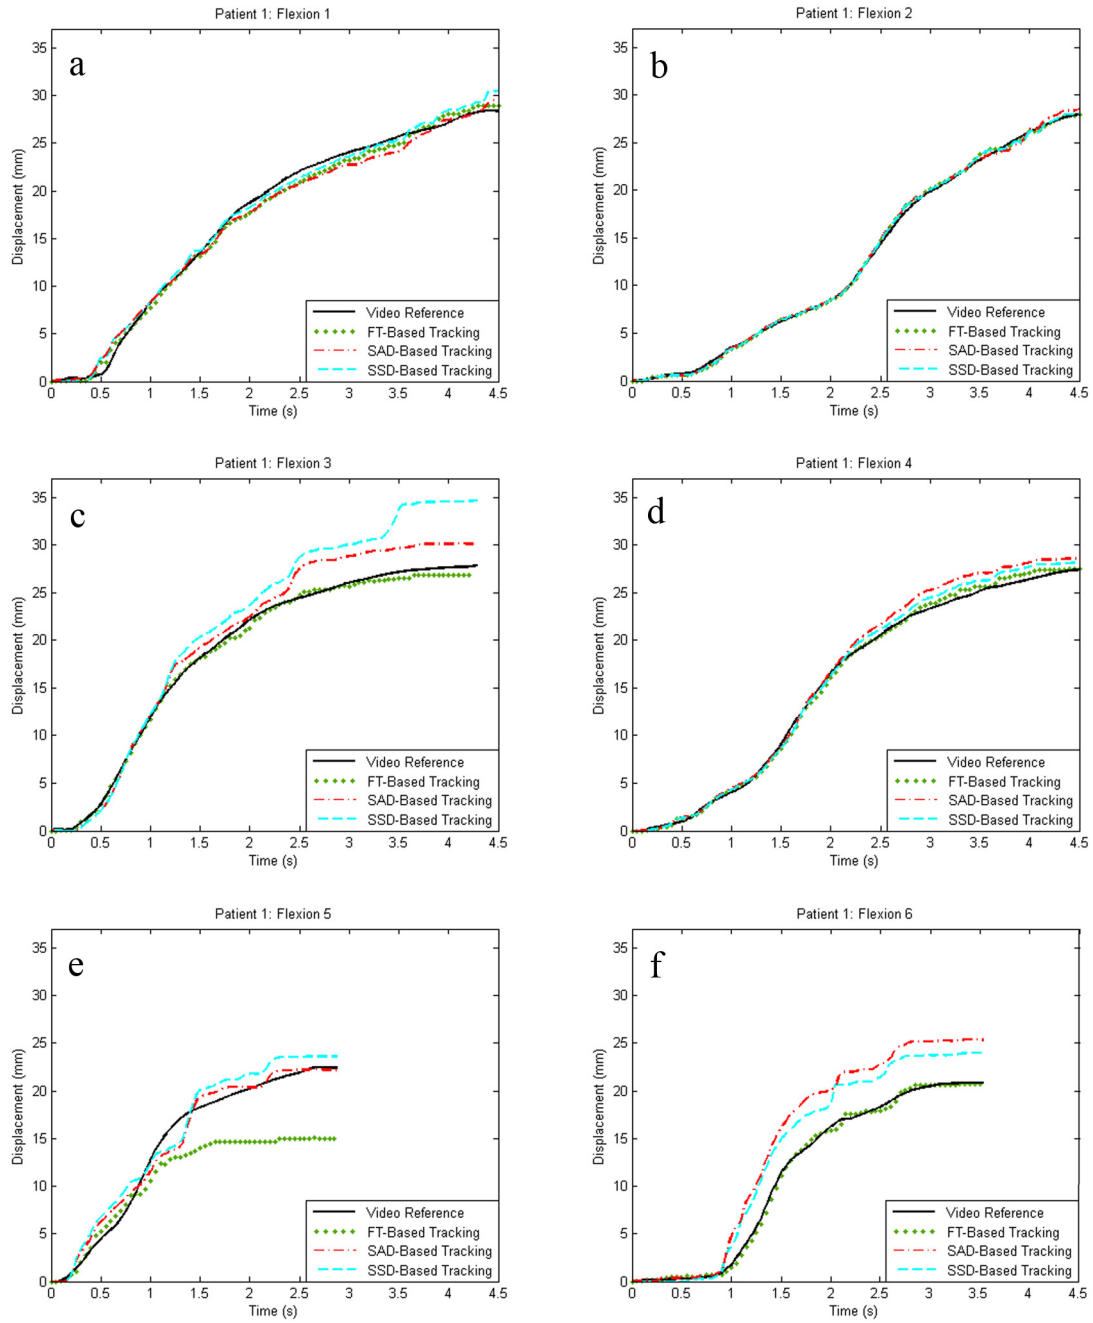 Patient 1: Flexion 1
a
35
30
25
20
15
10
5
0
Displacement (mm)
0 0.5 1 1.5 2 2.5 3 3.5 4 4.5
Time (s)
Video Reference
FT-Based Tracking
SAD-Based Tracking
SSD-Based Tracking
Patient 1: Flexion 2
b
35
30
25
20
15
10
5
0
Displacement (mm)
0 0.5 1 1.5 2 2.5 3 3.5 4 4.5
Time (s)
Video Reference
FT-Based Tracking
SAD-Based Tracking
SSD-Based Tracking
Patient 1: Flexion 3
c
35
30
25
20
15
10
5
0
Displacement (mm)
0 0.5 1 1.5 2 2.5 3 3.5 4 4.5
Time (s)
Video Reference
FT-Based Tracking
SAD-Based Tracking
SSD-Based Tracking
Patient 1: Flexion 4
d
35
30
25
20
15
10
5
0
Displacement (mm)
0 0.5 1 1.5 2 2.5 3 3.5 4 4.5
Time (s)
Video Reference
FT-Based Tracking
SAD-Based Tracking
SSD-Based Tracking
Patient 1: Flexion 5
e
35
30
25
20
15
10
5
0
Displacement (mm)
0 0.5 1 1.5 2 2.5 3 3.5 4 4.5
Time (s)
Video Reference
FT-Based Tracking
SAD-Based Tracking
SSD-Based Tracking
Patient 1: Flexion 6
f
35
30
25
20
15
10
5
0
Displacement (mm)
0 0.5 1 1.5 2 2.5 3 3.5 4 4.5
Time (s)
Video Reference
FT-Based Tracking
SAD-Based Tracking
SSD-Based Tracking